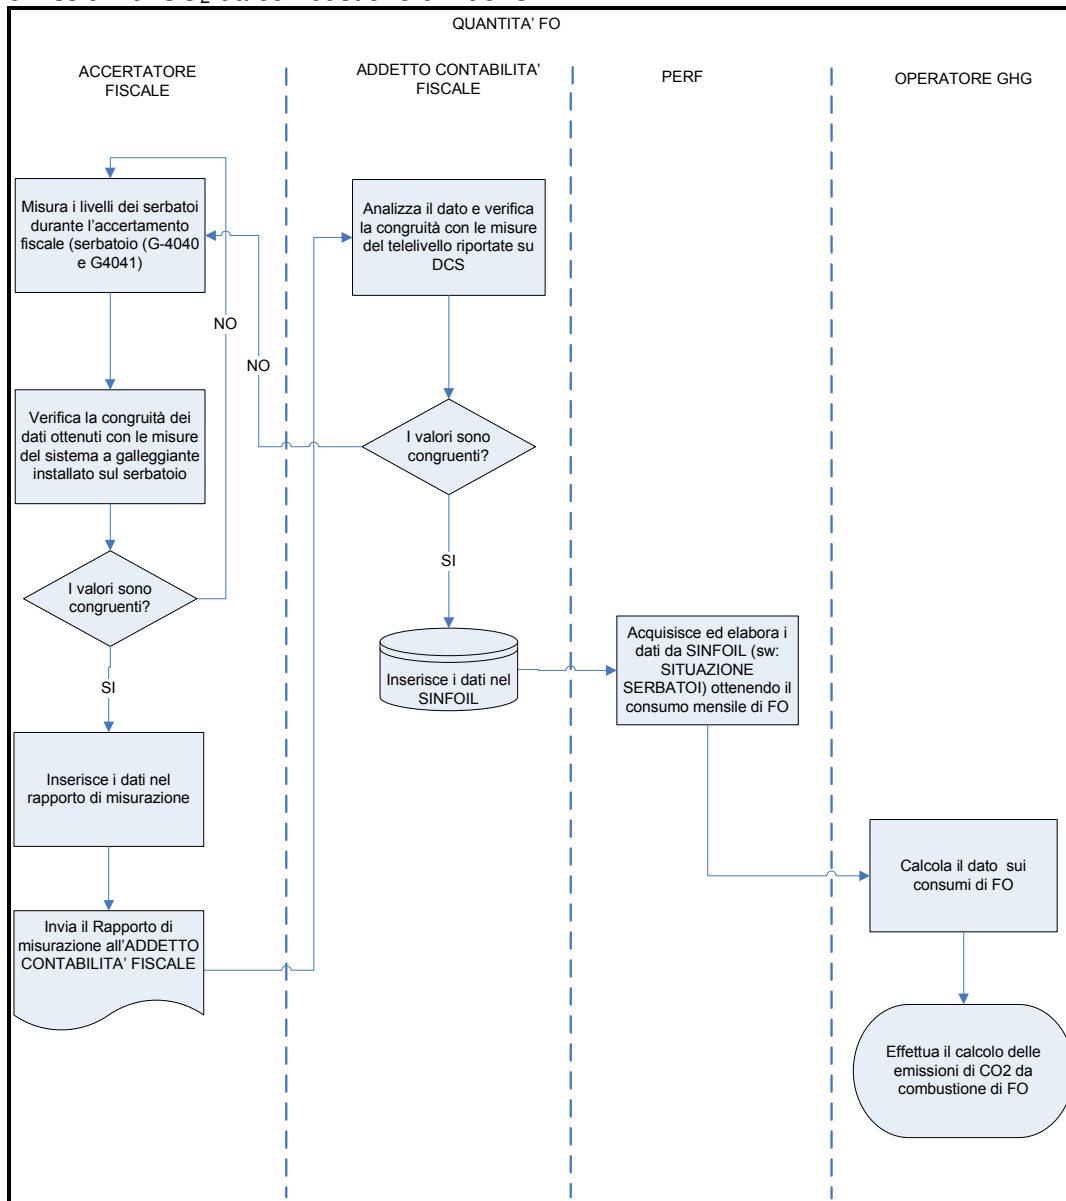 QUANTITA' FO
ACCERTATORE
FISCALE
ADDETTO CONTABILITA'
FISCALE
PERF
OPERATORE GHG
Misura i livelli dei serbatoi
durante l'accertamento
fiscale (serbatoio (G-4040
e G4041)
Analizza il dato e verifica
la congruità con le misure
del telelivello riportate su
DCS
NO
NO
Verifica la congruità dei
dati ottenuti con le misure
del sistema a galleggiante
installato sul serbatoio
I valori sono
congruenti?
SI
I valori sono
congruenti?
SI
Inserisce i dati nel
SINFOIL
Acquisisce ed elabora i
dati da SINFOIL (sw:
SITUAZIONE
SERBATOI) ottenendo il
consumo mensile di FO
Inserisce i dati nel
rapporto di misurazione
Invia il Rapporto di
misurazione all'ADDETTO
CONTABILITA' FISCALE
Calcola il dato sui
consumi di FO
Effettua il calcolo delle
emissioni di CO2 da
combustione di FO